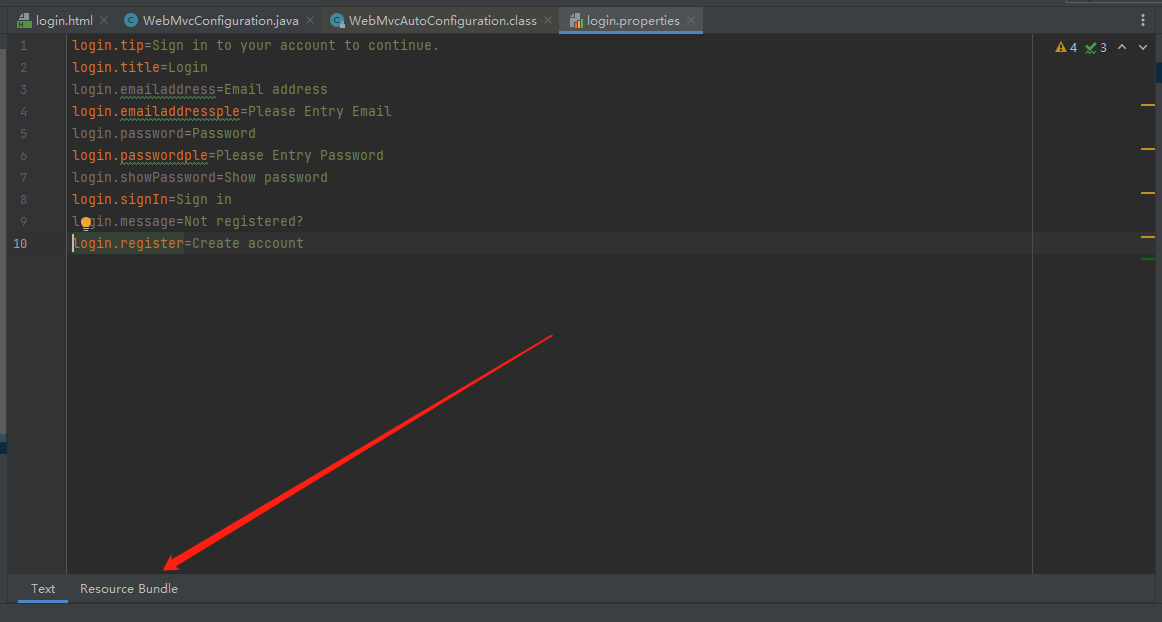 login.html WebMvcConfiguration.java WebMvcAutoConfiguration.class login.properties
1 login.tip=Sign in to your account to continue.
4 3
2 login.title=Login
3 login.emailaddress=Email address
4 login.emailaddressple=Please Entry Email
5 login.password=Password
6 login.passwordple=Please Entry Password
7 login.showPassword=Show password
8 login.signIn=Sign in
9 login.message=Not registered?
10 login.register=Create account
Text Resource Bundle